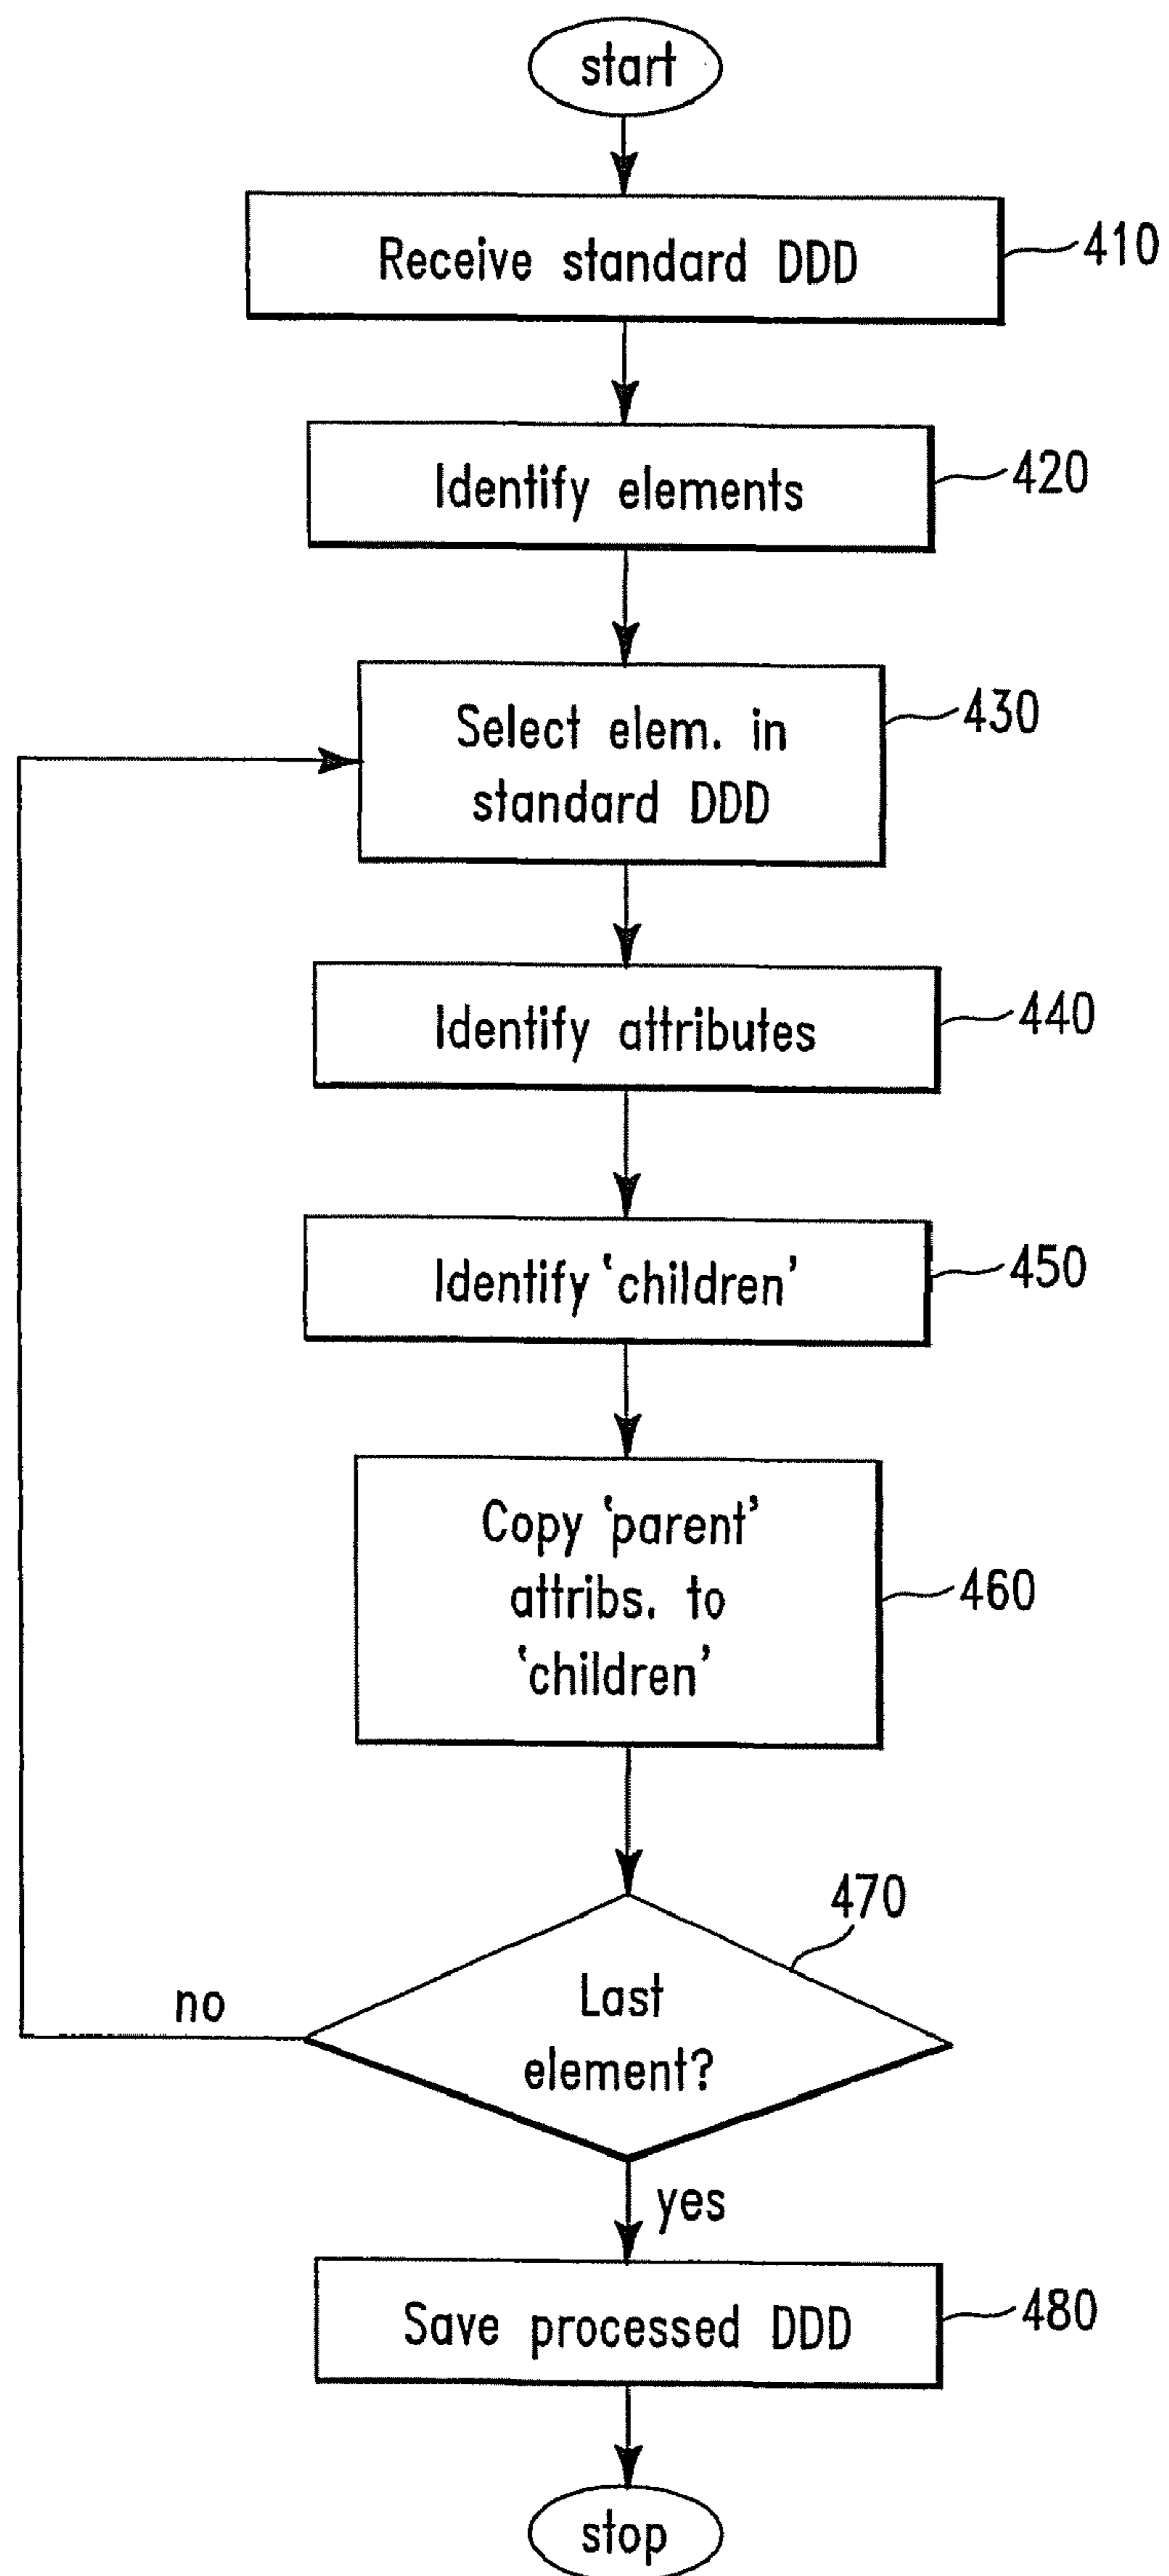 start
Receive standard DDD
410
Identify elements
420
Select elem. in
standard DDD
430
Identify attributes
440
Identify 'children'
450
Copy 'parent'
attribs. to
'children'
460
470
Last
element?
no
yes
Save processed DDD
480
stop